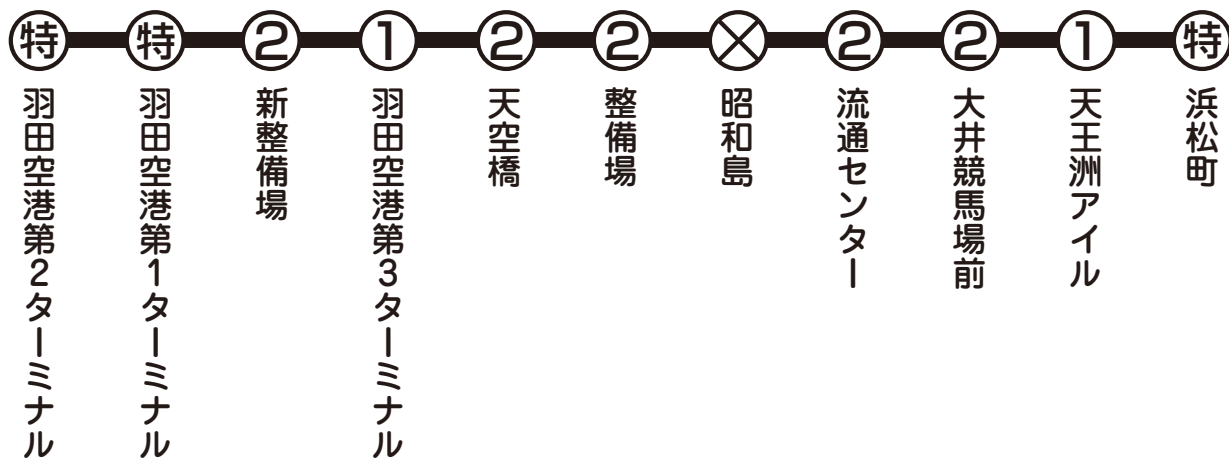 特 特 2 1 2 2 × 2 2 1 特
羽田空港第2ターミナル
羽田空港第1ターミナル
新整備場
羽田空港第3ターミナル
天空橋
整備場
昭和島
流通センター
大井競馬場前
天王洲アイル
浜松町